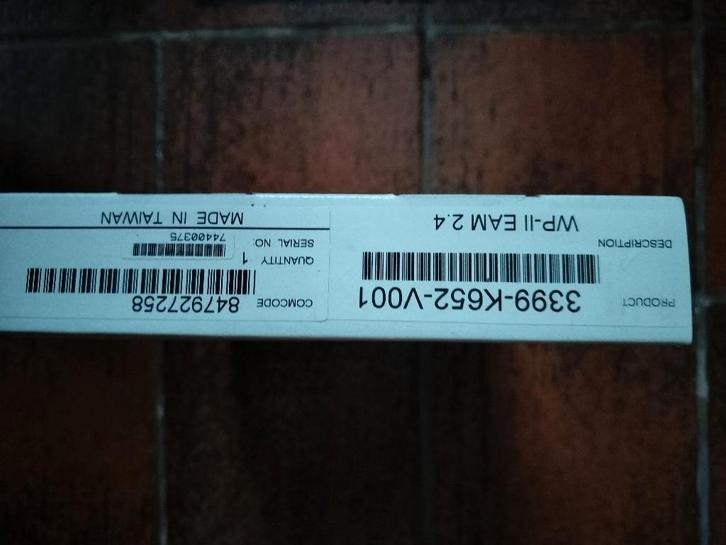 PRODUCT 3399-K652-V001
DESCRIPTION
WP-II EAM 2.4
COMCODE 847927258
QUANTITY 1
SERIAL NO.
74400375
MADE IN TAIWAN